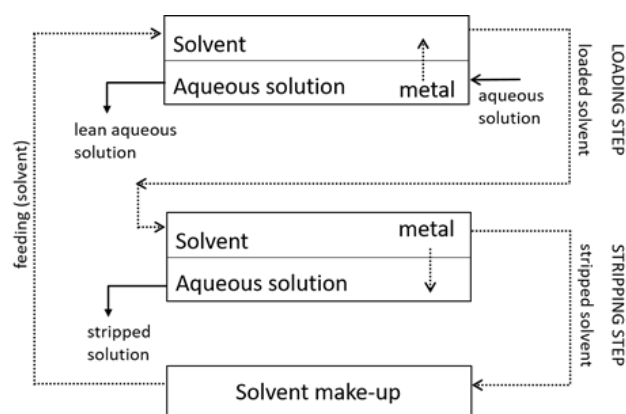 Solvent
Aqueous solution
metal
aqueous
solution
lean aqueous
solution
loaded solvent
LOADING STEP
feeding (solvent)
Solvent
metal
Aqueous solution
stripped
solution
stripped solvent
STRIPPING STEP
Solvent make-up